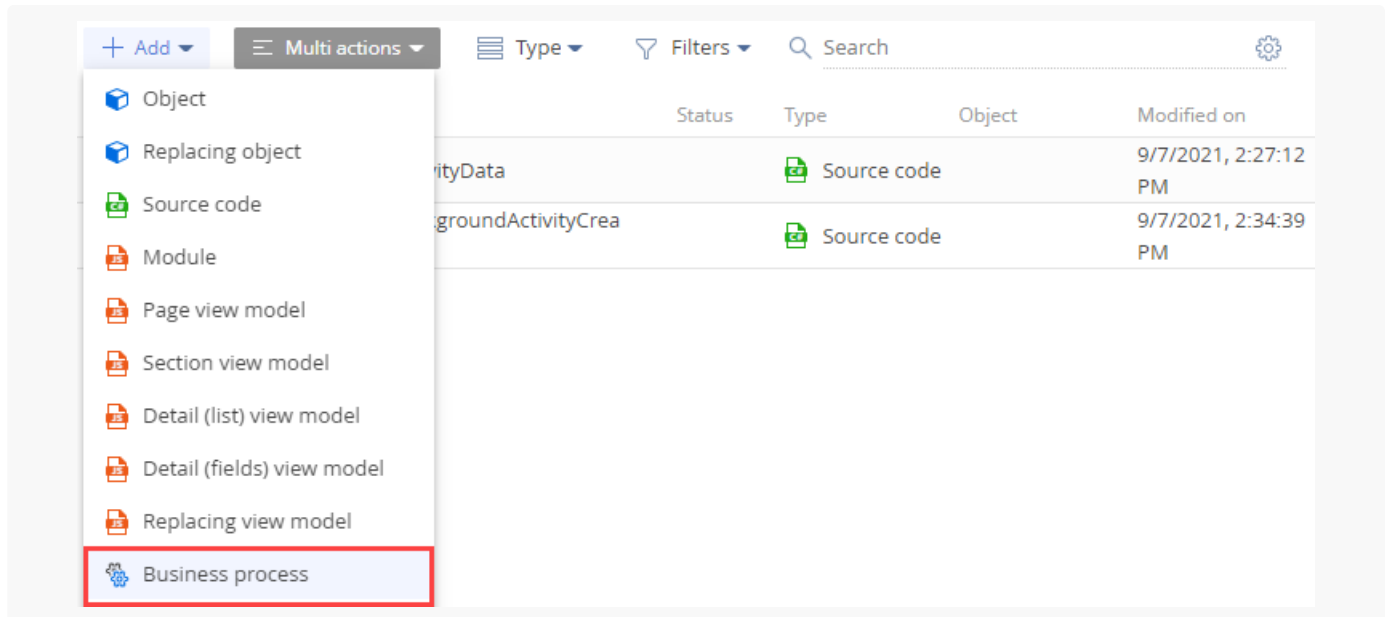 Add Multi actions Type Filters Search
Object
Status Type Object Modified on
Replacing object
ityData Source code 9/7/2021, 2:27:12
PM
Source code
groundActivityCrea Source code 9/7/2021, 2:34:39
PM
Module
Page view model
Section view model
Detail (list) view model
Detail (fields) view model
Replacing view model
Business process